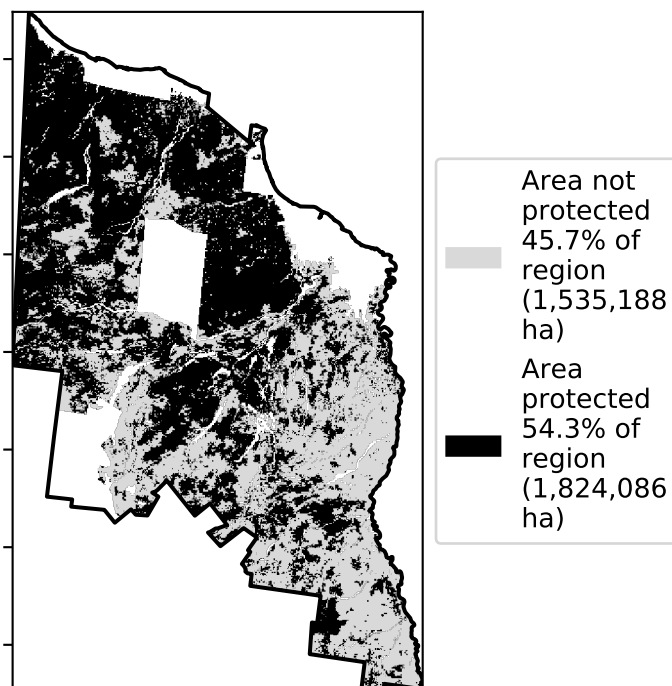 Area not
protected
45.7% of
region
(1,535,188
ha)
Area
protected
54.3% of
region
(1,824,086
ha)